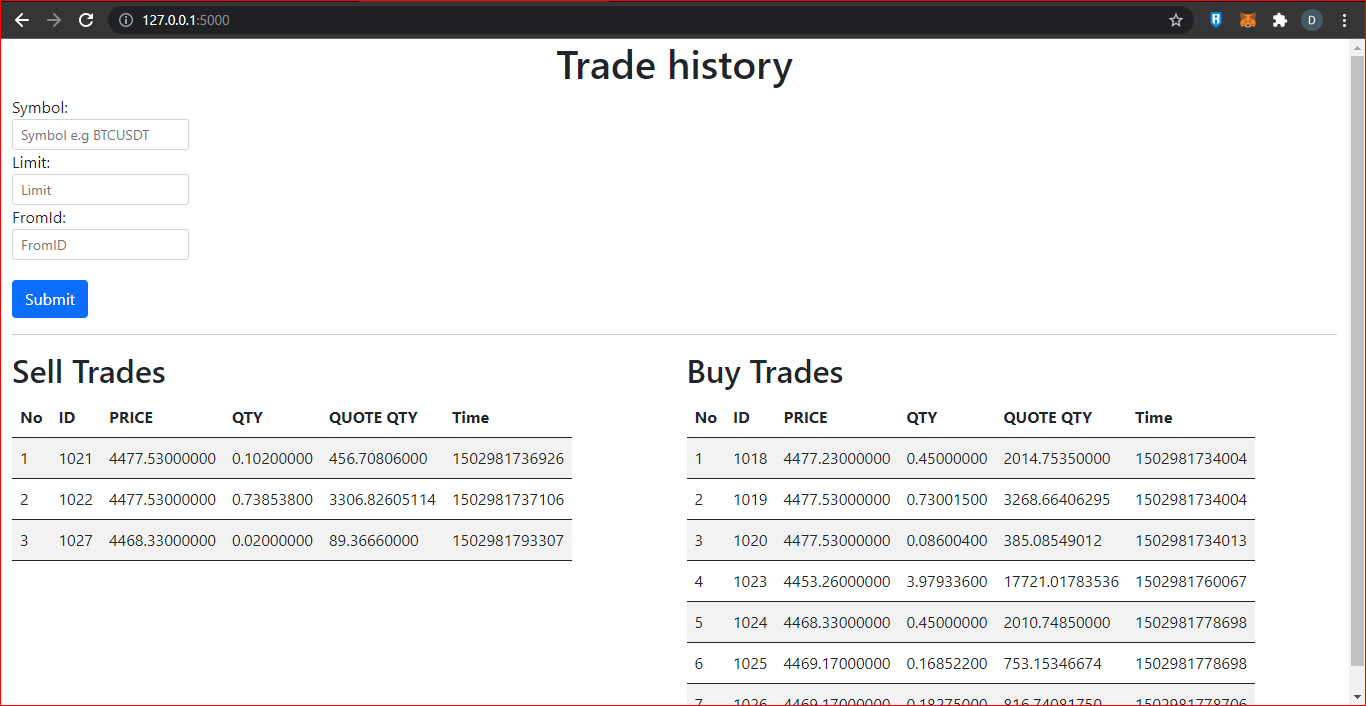 127.0.0.1:5000
D
Trade history
Symbol:
Symbol e.g BTCUSDT
Limit:
Limit
FromId:
FromID
Submit
Sell Trades
No ID PRICE QTY QUOTE QTY Time
1 1021 4477.53000000 0.10200000 456.70806000 1502981736926
2 1022 4477.53000000 0.73853800 3306.82605114 1502981737106
3 1027 4468.33000000 0.02000000 89.36660000 1502981793307
Buy Trades
No ID PRICE QTY QUOTE QTY Time
1 1018 4477.23000000 0.45000000 2014.75350000 1502981734004
2 1019 4477.53000000 0.73001500 3268.66406295 1502981734004
3 1020 4477.53000000 0.08600400 385.08549012 1502981734013
4 1023 4453.26000000 3.97933600 17721.01783536 1502981760067
5 1024 4468.33000000 0.45000000 2010.74850000 1502981778698
6 1025 4469.17000000 0.16852200 753.15346674 1502981778698
7 1026 4469.17000000 0.18275000 816.74081750 1502981778706